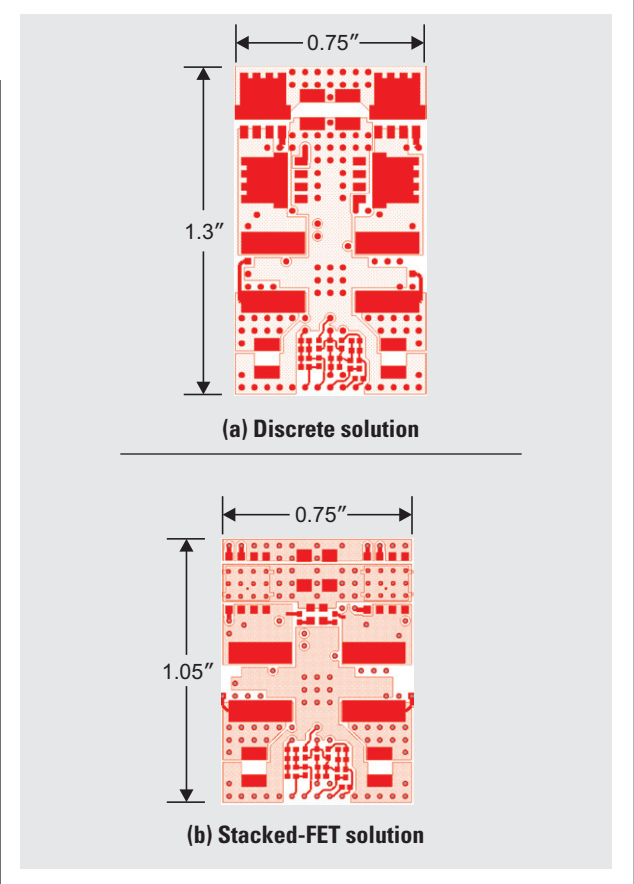 0.75″
1.3″
(a) Discrete solution
0.75″
1.05″
(b) Stacked-FET solution